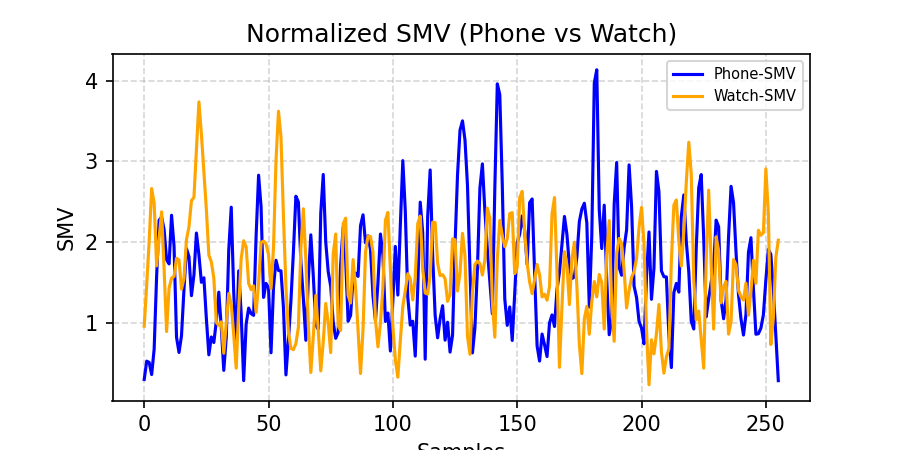 Normalized SMV (Phone vs Watch)
Phone-SMV
Watch-SMV
SMV
4
3
2
1
0 50 100 150 200 250
Samples